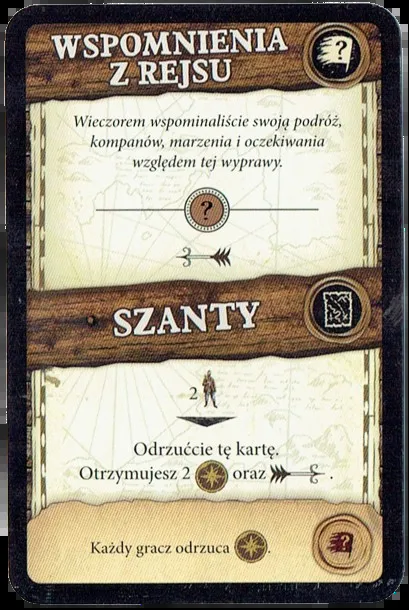 WSPOMNIENIA
Z REJSU
?
Wieczorem wspominaliście swoją podróż,
kompanów, marzenia i oczekiwania
względem tej wyprawy.
?
SZANTY
2
Odrzućcie tę kartę.
Otrzymujesz 2 oraz .
Każdy gracz odrzuca .
?